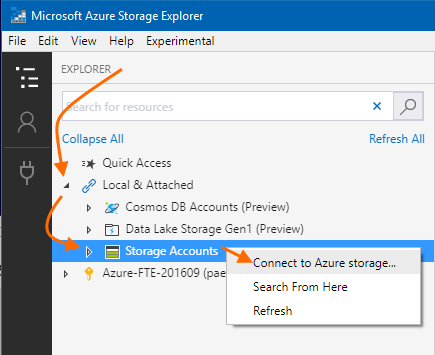 Microsoft Azure Storage Explorer
File Edit View Help Experimental
EXPLORER
Search for resources
Collapse All Refresh All
Quick Access
Local & Attached
Cosmos DB Accounts (Preview)
Data Lake Storage Gen1 (Preview)
Storage Accounts
Connect to Azure storage...
Azure-FTE-201609 (pae
Search From Here
Refresh